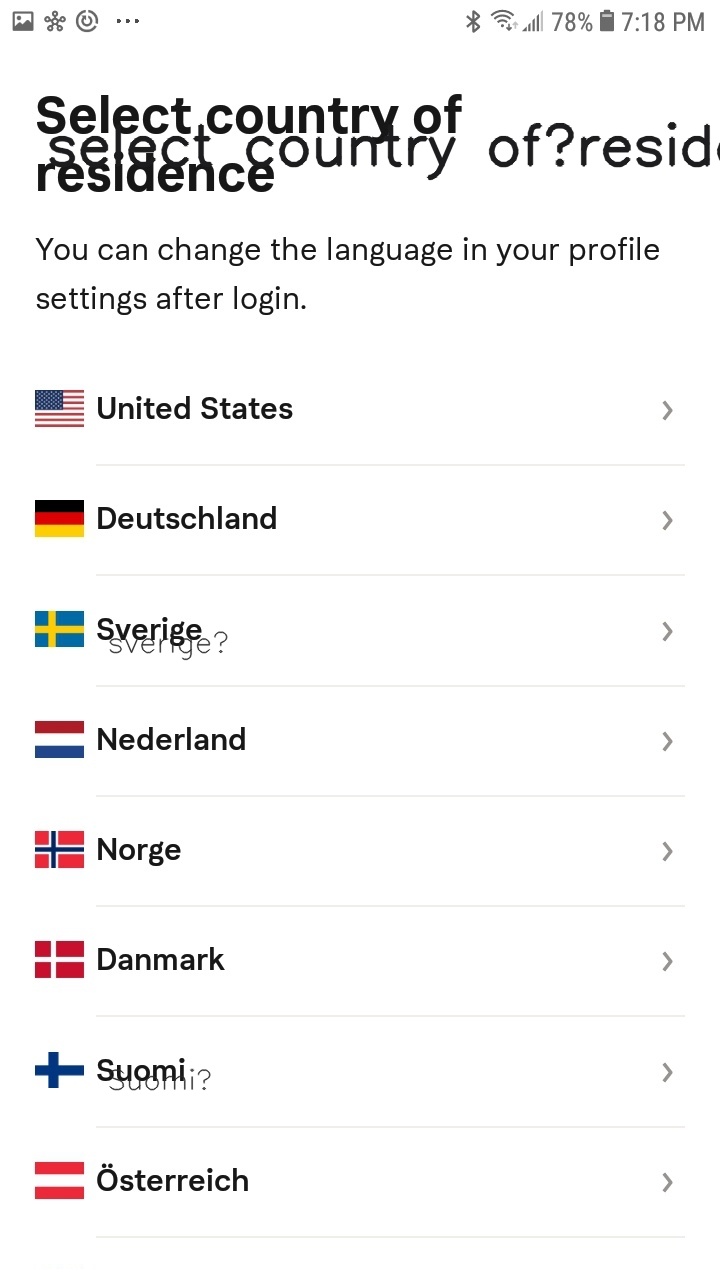 78% 7:18 PM
Select country of
select country of?resid
residence
You can change the language in your profile
settings after login.
United States
Deutschland
Sverige
sverige?
Nederland
Norge
Danmark
Suomi
Suomi?
Österreich